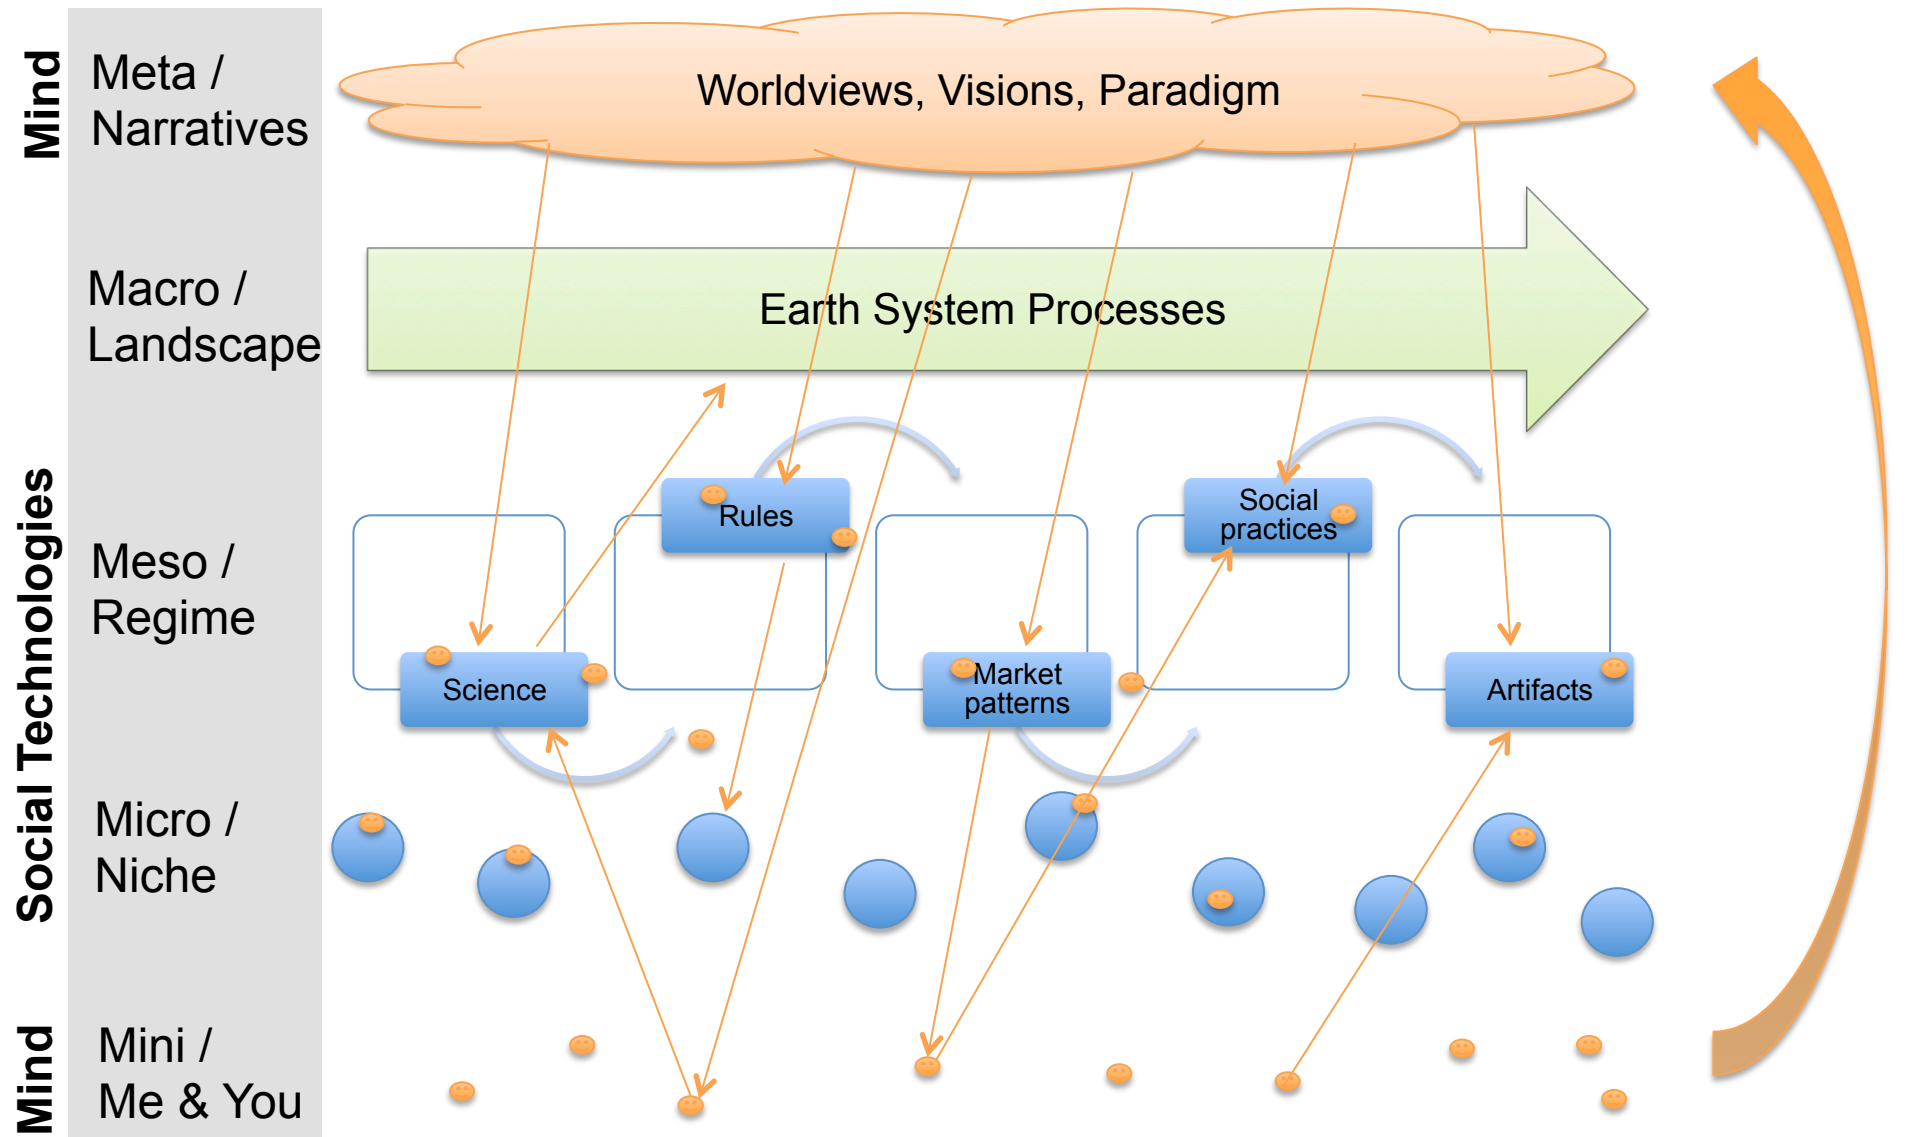 Mind
Meta /
Narratives
Worldviews, Visions, Paradigm
Macro /
Landscape
Earth System Processes
Social Technologies
Meso /
Regime
Rules
Social
practices
Science
Market
patterns
Artifacts
Micro /
Niche
Mind
Mini /
Me & You